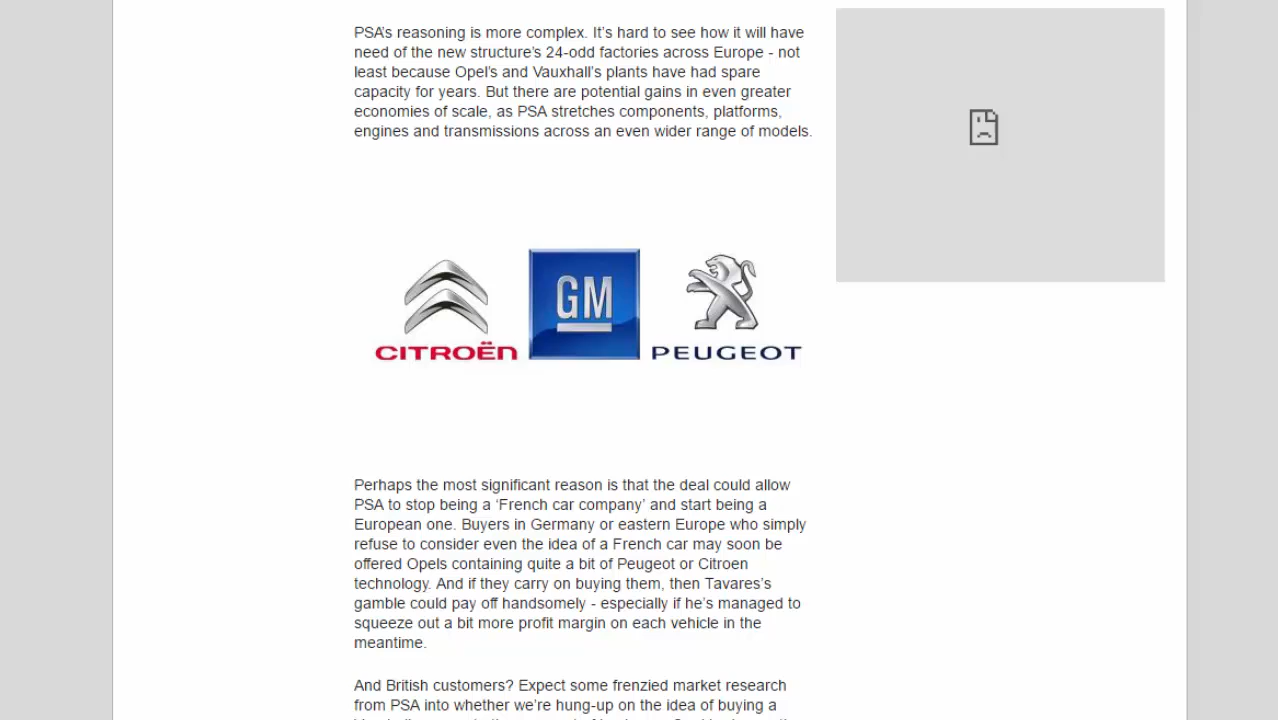 PSA’s reasoning is more complex. It’s hard to see how it will have
need of the new structure’s 24-odd factories across Europe - not
least because Opel’s and Vauxhall’s plants have had spare
capacity for years. But there are potential gains in even greater
economies of scale, as PSA stretches components, platforms,
engines and transmissions across an even wider range of models.
GM
CITROËN PEUGEOT
Perhaps the most significant reason is that the deal could allow
PSA to stop being a ‘French car company’ and start being a
European one. Buyers in Germany or eastern Europe who simply
refuse to consider even the idea of a French car may soon be
offered Opels containing quite a bit of Peugeot or Citroen
technology. And if they carry on buying them, then Tavares’s
gamble could pay off handsomely - especially if he’s managed to
squeeze out a bit more profit margin on each vehicle in the
meantime.
And British customers? Expect some frenzied market research
from PSA into whether we’re hung-up on the idea of buying a